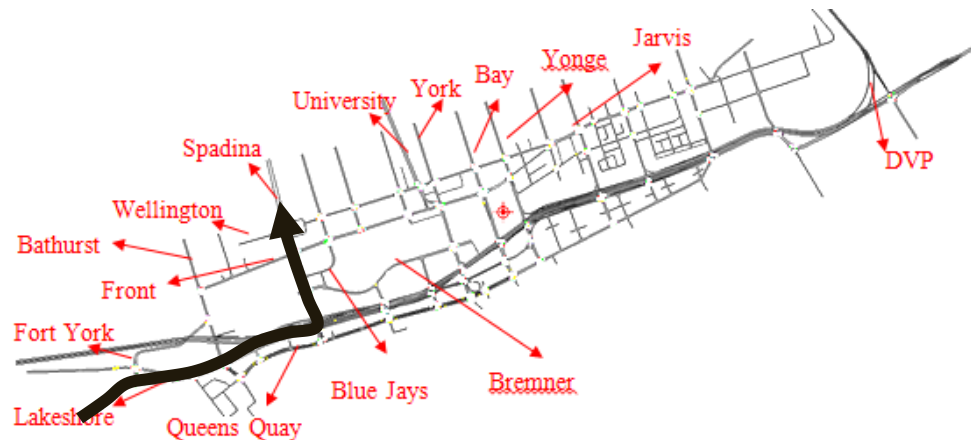 Jarvis
Yonge
Bay
York
University
Spadina
DVP
Wellington
Bathurst
Front
Fort York
Lakeshore
Queens Quay
Blue Jays
Bremner